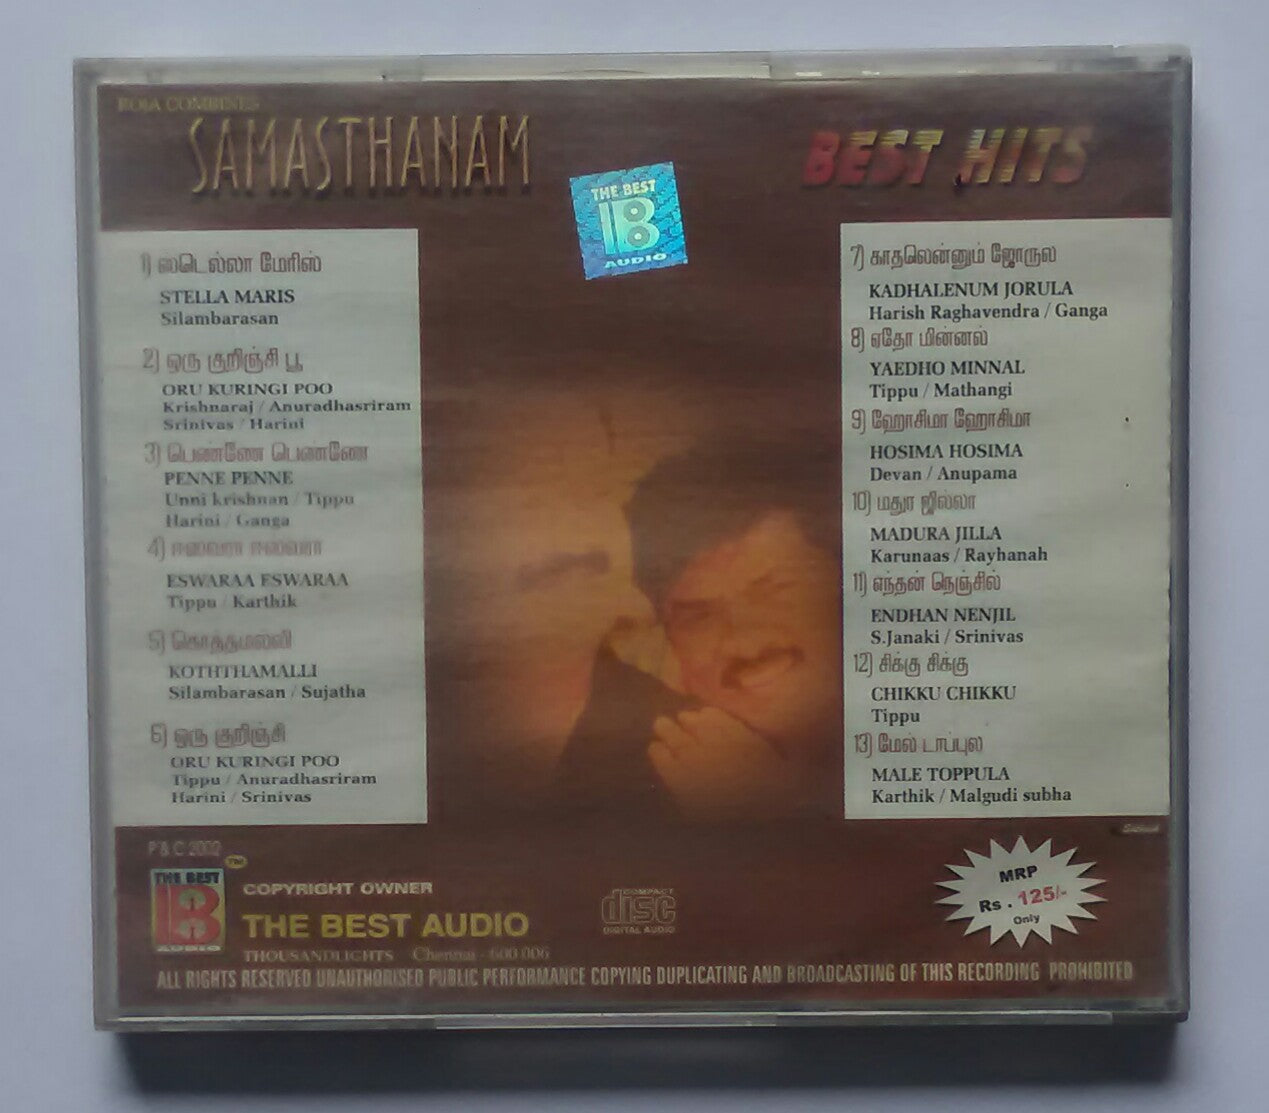 ROJA COMBINES
SAMASTHANAM
BEST HITS
THE BEST
B
AUDIO
1) ஸடெல்லா மேரிஸ்
STELLA MARIS
Silambarasan
2) ஒரு குறிஞ்சி பூ
ORU KURINGI POO
Krishnaraj / Anuradhasriram
Srinivas / Harini
3) பெண்ணே பெண்ணே
PENNE PENNE
Unni krishnan / Tippu
Harini / Ganga
4) ஈஸ்வரா ஈஸ்வரா
ESWARAA ESWARAA
Tippu / Karthik
5) கொத்தமல்லி
KOTHTHAMALLI
Silambarasan / Sujatha
6) ஒரு குறிஞ்சி
ORU KURINGI POO
Tippu / Anuradhasriram
Harini / Srinivas
7) காதலென்னும் ஜோருல
KADHALENUM JORULA
Harish Raghavendra / Ganga
8) ஏதோ மின்னல்
YAEDHO MINNAL
Tippu / Mathangi
9) ஹோசிமா ஹோசிமா
HOSIMA HOSIMA
Devan / Anupama
10) மதுர ஜில்லா
MADURA JILLA
Karunaas / Rayhanah
11) எந்தன் நெஞ்சில்
ENDHAN NENJIL
S.Janaki / Srinivas
12) சிக்கு சிக்கு
CHIKKU CHIKKU
Tippu
13) மேல் டாப்புல
MALE TOPPULA
Karthik / Malgudi subha
P & C 2002
THE BEST
B
AUDIO
TM
COPYRIGHT OWNER
THE BEST AUDIO
THOUSANDLIGHTS Chennai - 600 006
COMPACT
disc
DIGITAL AUDIO
MRP
Rs . 125/-
Only
ALL RIGHTS RESERVED UNAUTHORISED PUBLIC PERFORMANCE COPYING DUPLICATING AND BROADCASTING OF THIS RECORDING PROHIBITED